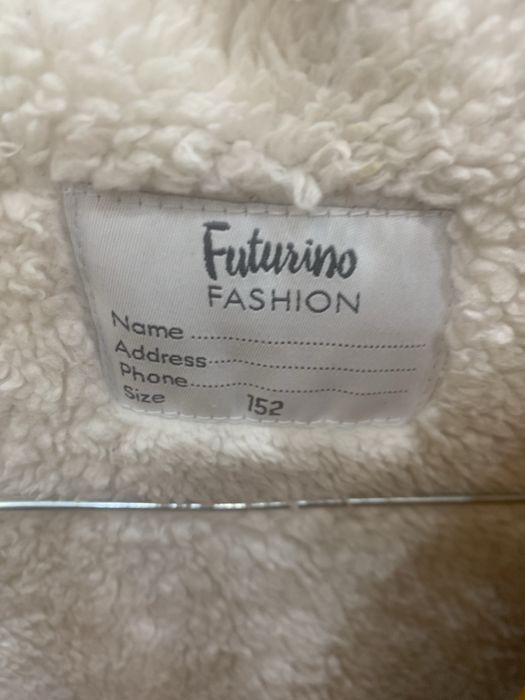 Futurino
FASHION
Name ........................................
Address....................................
Phone.......................................
Size 152